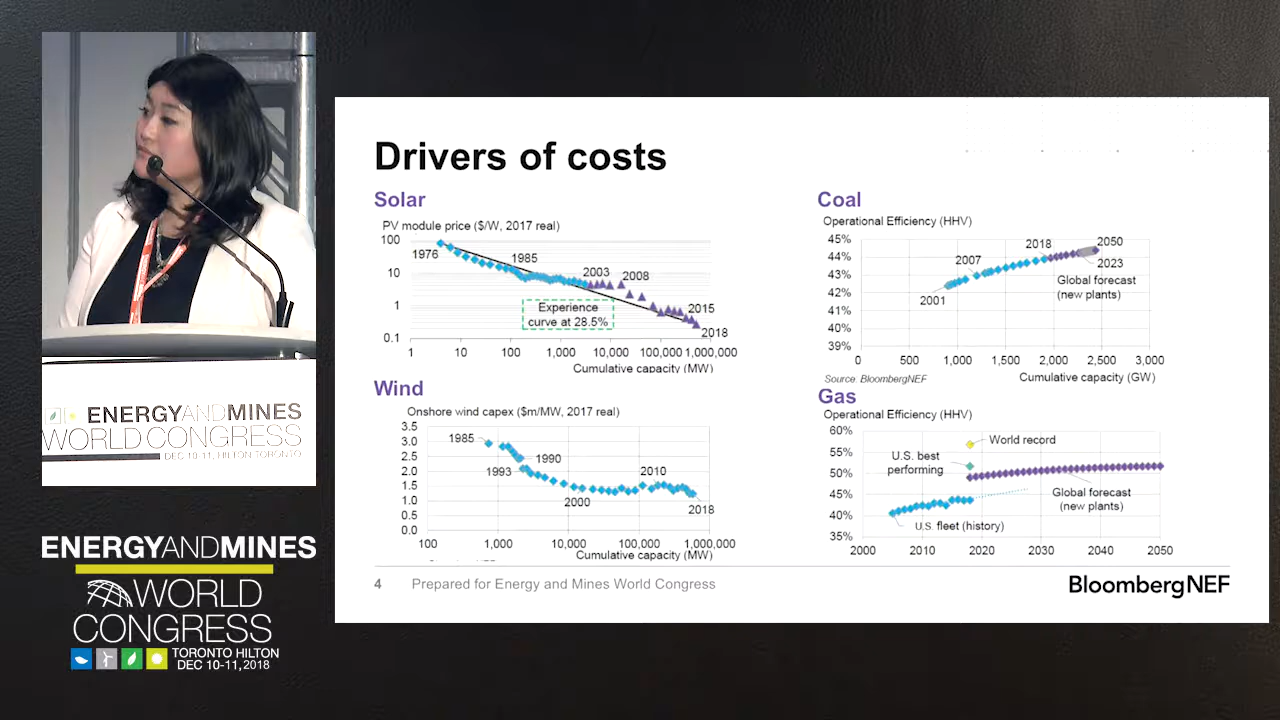 Drivers of costs
Solar
PV module price ($/W, 2017 real)
100
10
1
0.1
1976
1985
2003
2008
2015
2018
Experience
curve at 28.5%
1 10 100 1,000 10,000 100,000 1,000,000
Cumulative capacity (MW)
Coal
Operational Efficiency (HHV)
45%
44%
43%
42%
41%
40%
39%
2001
2007
2018
2050
2023
Global forecast
(new plants)
0 500 1,000 1,500 2,000 2,500 3,000
Source. BloombergNEF
Cumulative capacity (GW)
Wind
Onshore wind capex ($m/MW, 2017 real)
3.5
3.0
2.5
2.0
1.5
1.0
0.5
0.0
1985
1990
1993
2000
2010
2018
100 1,000 10,000 100,000 1,000,000
Cumulative capacity (MW)
Gas
Operational Efficiency (HHV)
60%
55%
50%
45%
40%
35%
World record
U.S. best
performing
Global forecast
(new plants)
U.S. fleet (history)
2000 2010 2020 2030 2040 2050
4 Prepared for Energy and Mines World Congress
BloombergNEF
ENERGYANDMINES
WORLD CONGRESS
DEC 10-11, HILTON TORONTO
ENERGYANDMINES
WORLD
CONGRESS
TORONTO HILTON
DEC 10-11, 2018